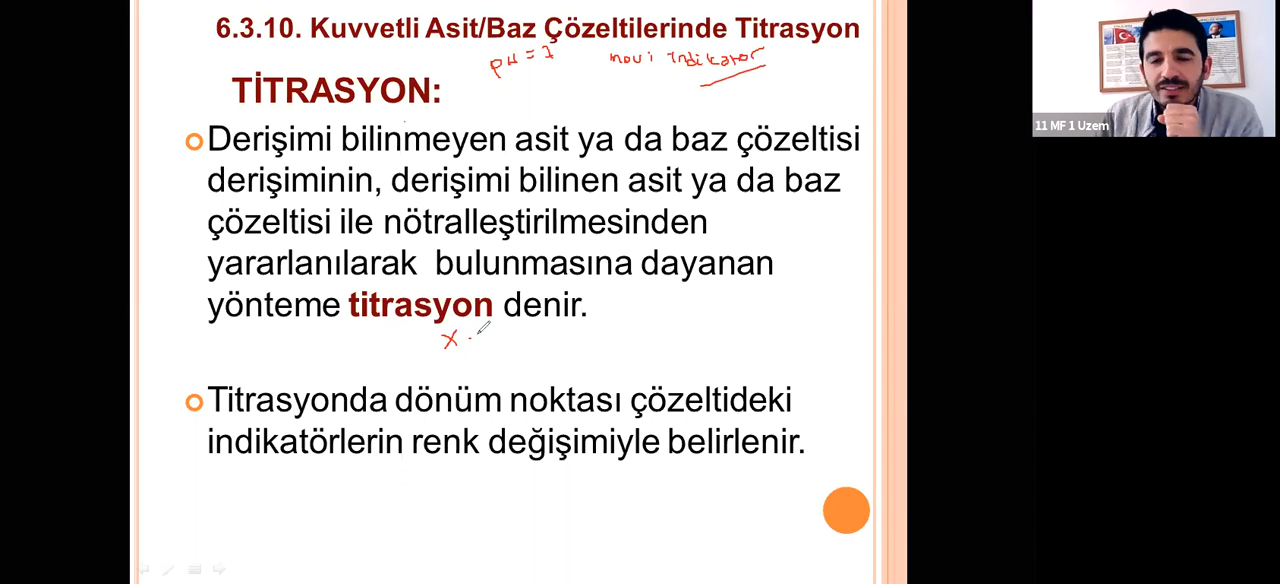 6.3.10. Kuvvetli Asit/Baz Çözeltilerinde Titrasyon
pH = 7 mavi indikatör
TİTRASYON:
Derişimi bilinmeyen asit ya da baz çözeltisi
derişiminin, derişimi bilinen asit ya da baz
çözeltisi ile nötralleştirilmesinden
yararlanılarak bulunmasına dayanan
yönteme titrasyon denir.
x .
Titrasyonda dönüm noktası çözeltideki
indikatörlerin renk değişimiyle belirlenir.
11 MF 1 Uzem